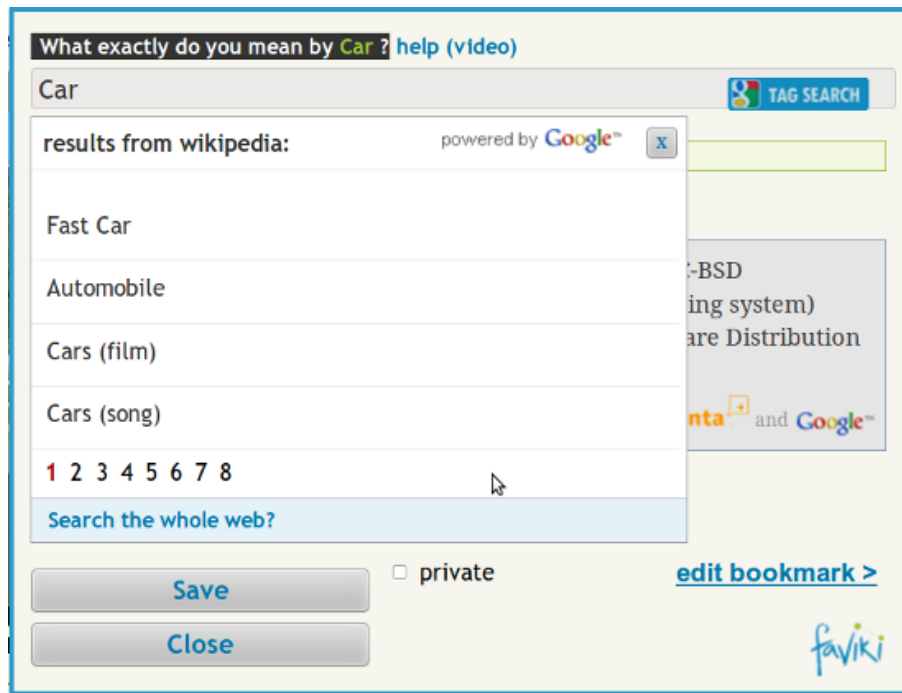 What exactly do you mean by Car ? help (video)
Car
TAG SEARCH
results from wikipedia:
powered by Google™
x
Fast Car
Automobile
Cars (film)
Cars (song)
1 2 3 4 5 6 7 8
Search the whole web?
-BSD
ing system)
are Distribution
nta and Google™
Save
private
edit bookmark >
Close
faviki